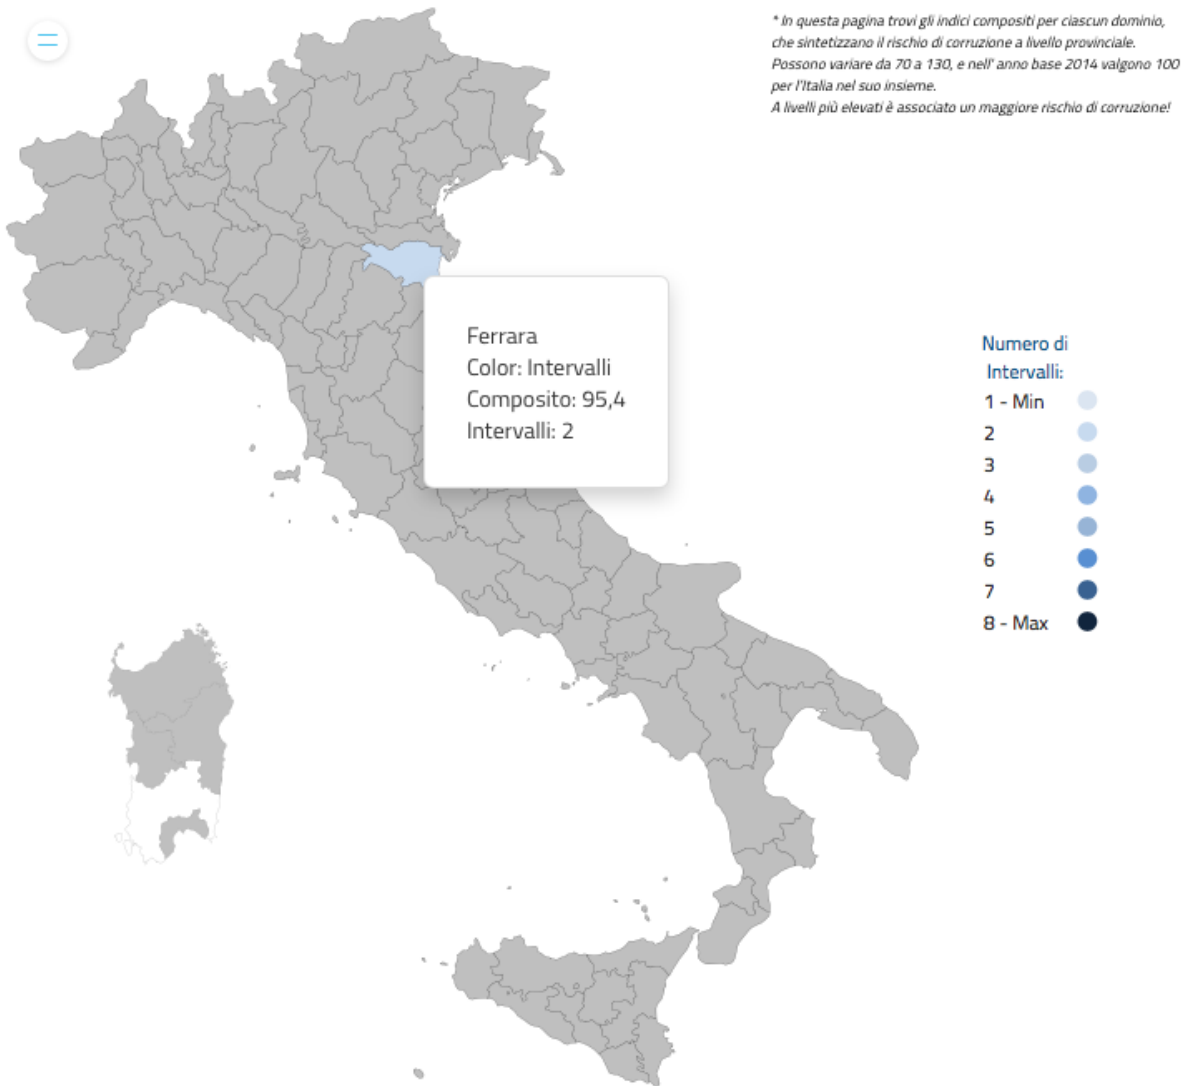 * In questa pagina trovi gli indici compositi per ciascun dominio,
che sintetizzano il rischio di corruzione a livello provinciale.
Possono variare da 70 a 130, e nell' anno base 2014 valgono 100
per l'Italia nel suo insieme.
A livelli più elevati è associato un maggiore rischio di corruzione!
Ferrara
Color: Intervalli
Composito: 95,4
Intervalli: 2
Numero di
Intervalli:
1 - Min
2
3
4
5
6
7
8 - Max